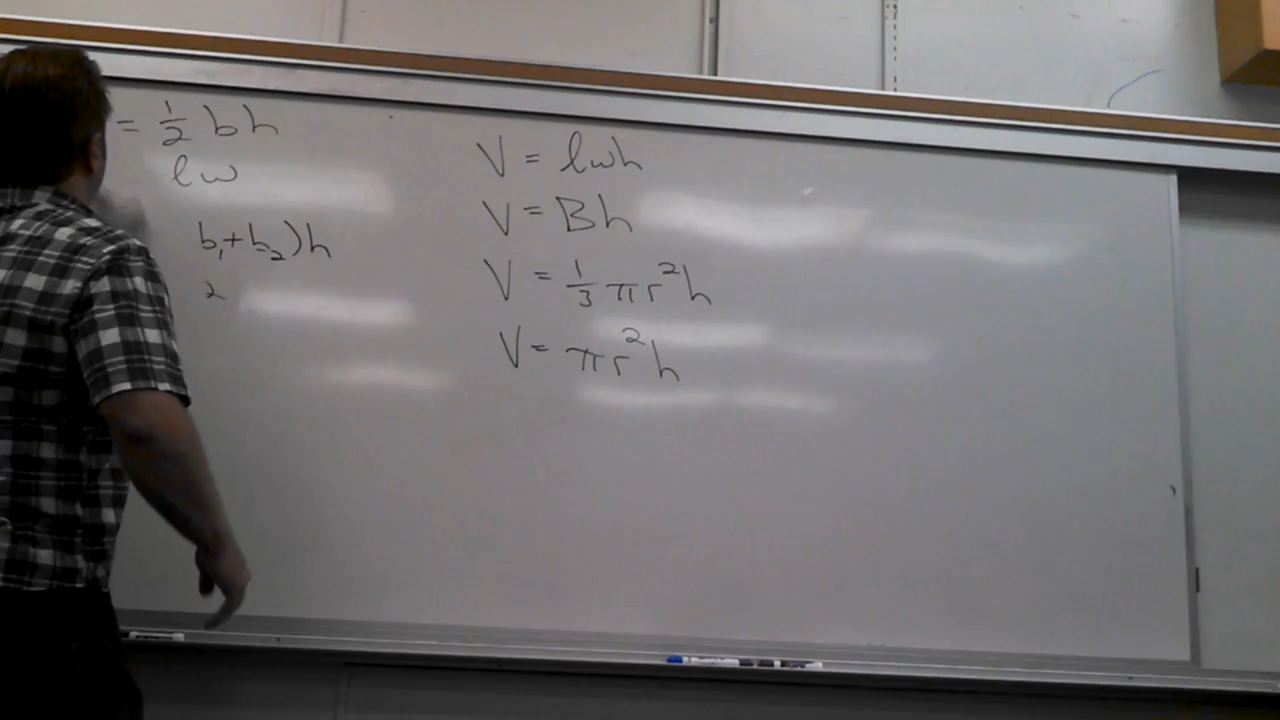 = 1/2 bh
lw
b₁+b₂)h
2
V = lwh
V = Bh
V = 1/3 πr²h
V = πr²h